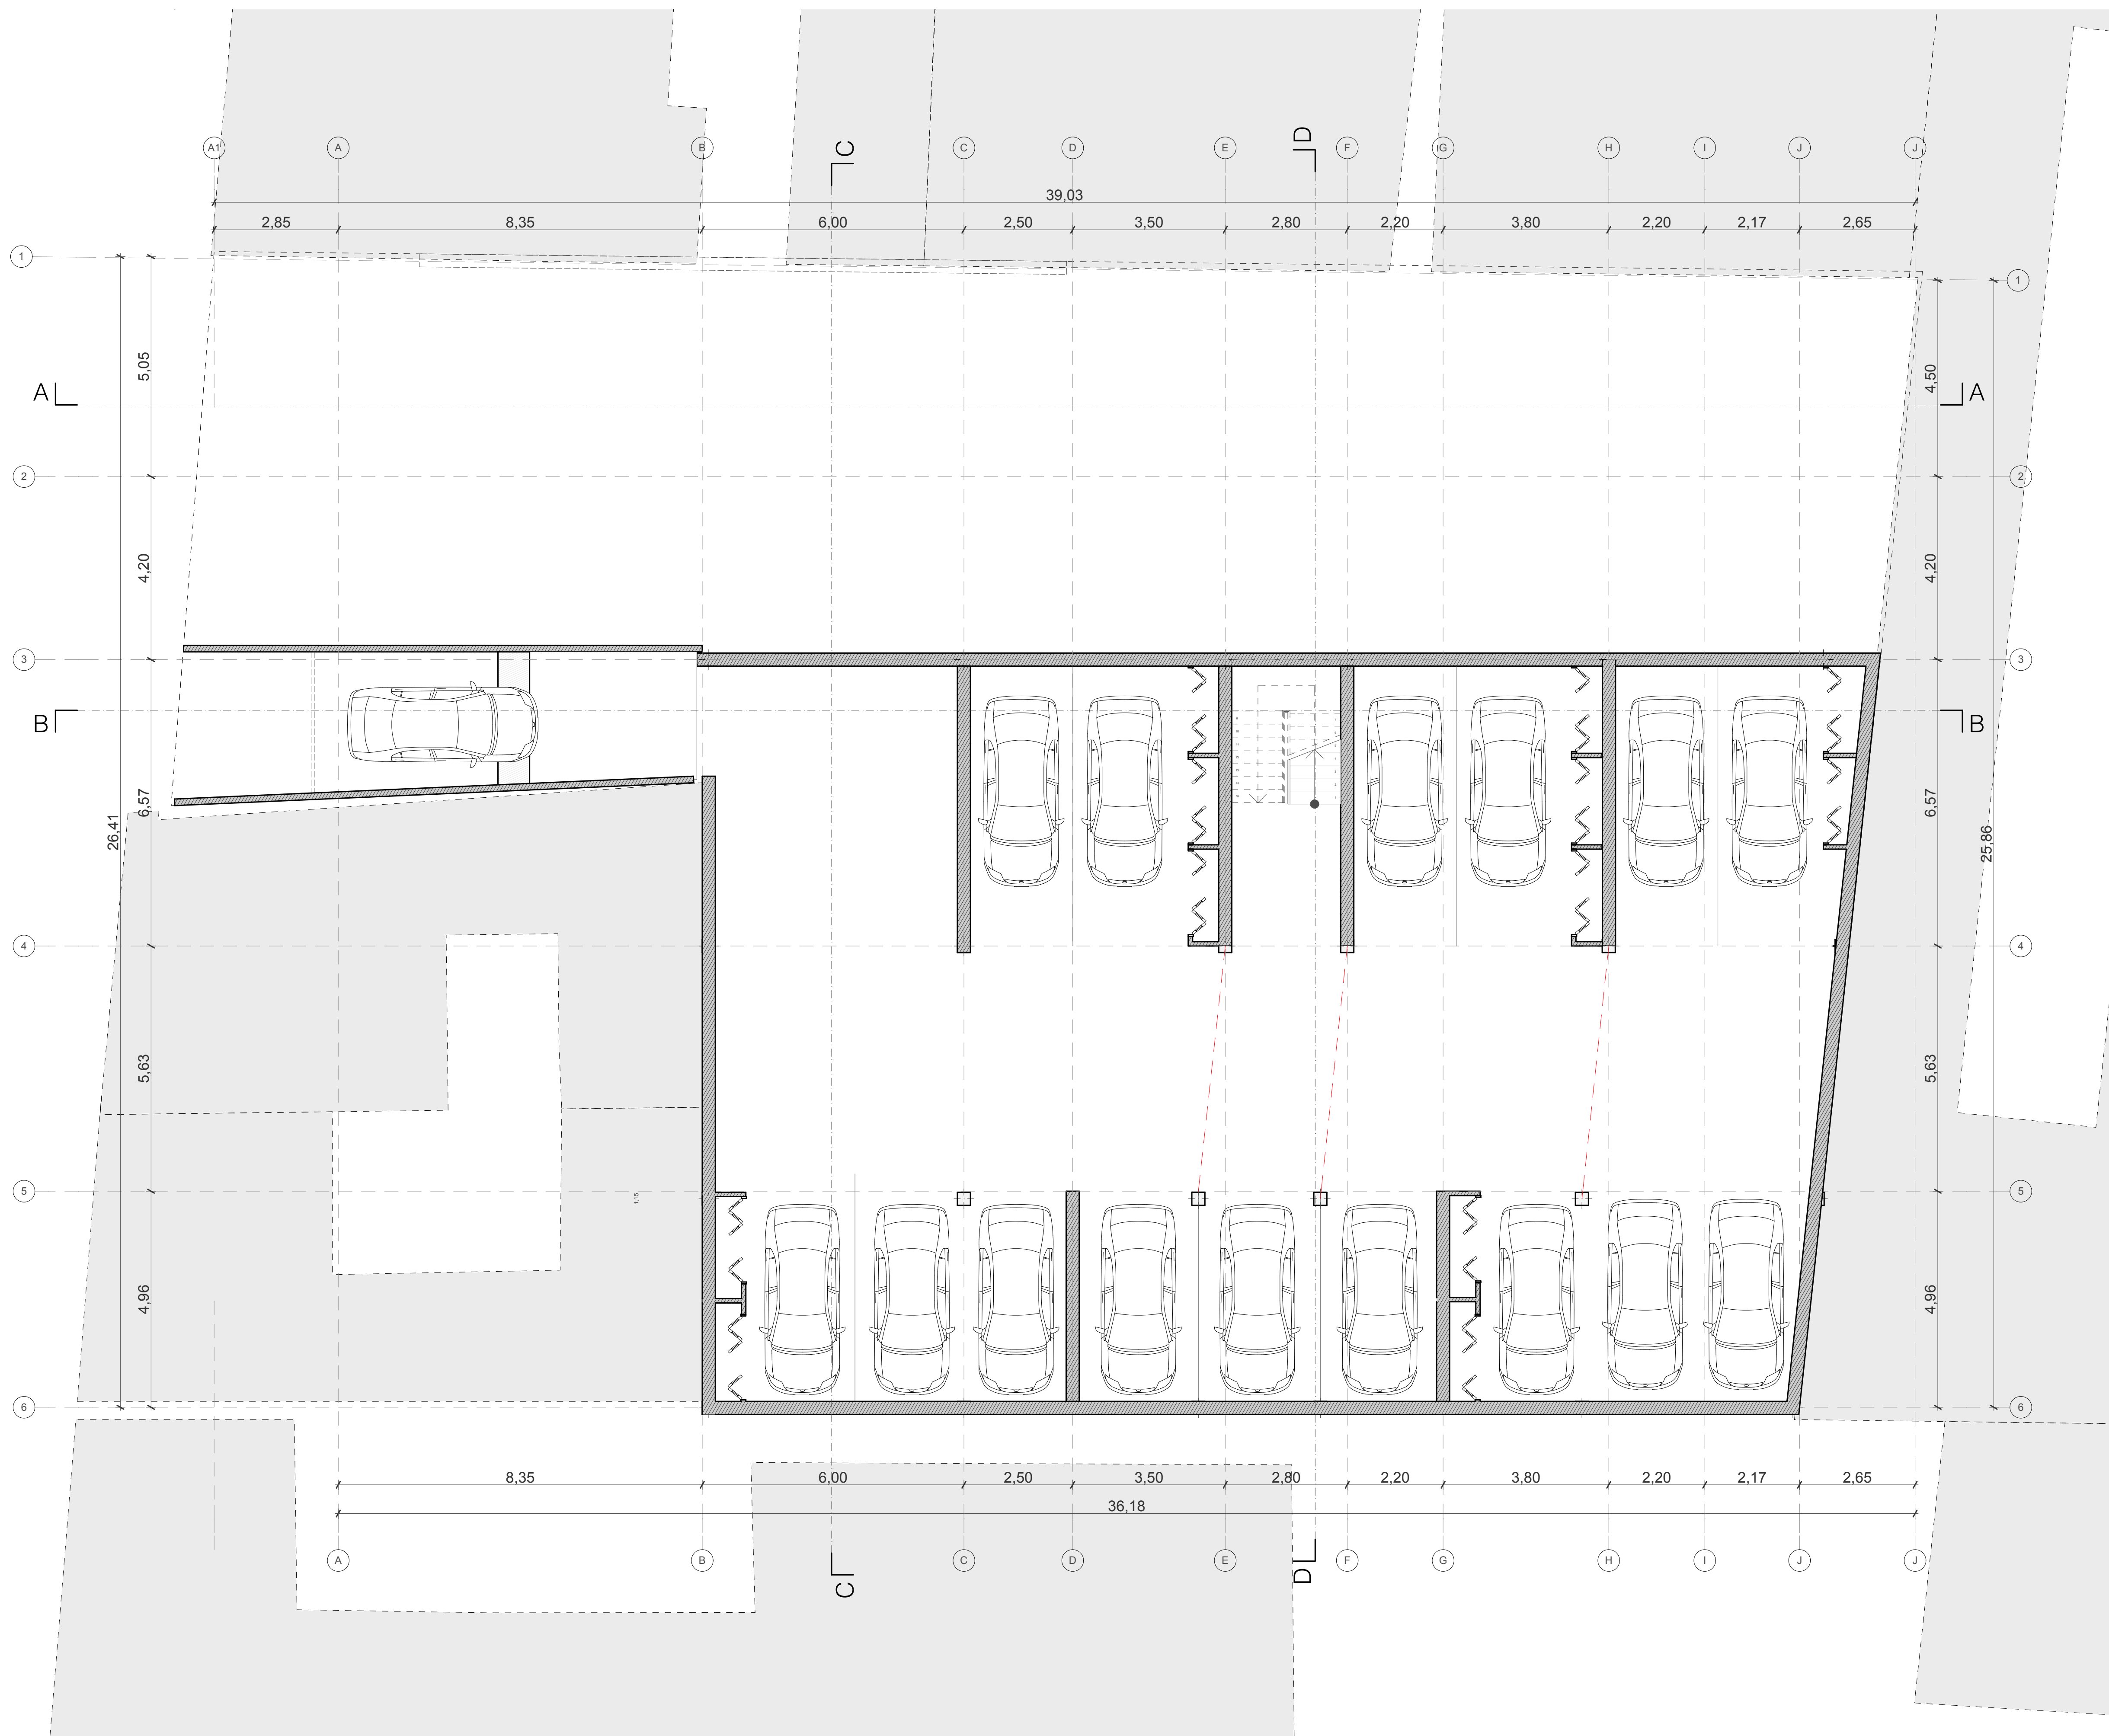 C
D
A1 A B C D E F G H I J J
39,03
2,85 8,35 6,00 2,50 3,50 2,80 2,20 3,80 2,20 2,17 2,65
1
1
5,05
4,50
A
A
2
2
4,20
4,20
3
3
B
B
6,57
6,57
26,41
25,86
4
4
5,63
5,63
5
1,15
5
4,96
4,96
6
6
8,35 6,00 2,50 3,50 2,80 2,20 3,80 2,20 2,17 2,65
36,18
A B C D E F G H I J J
C
D